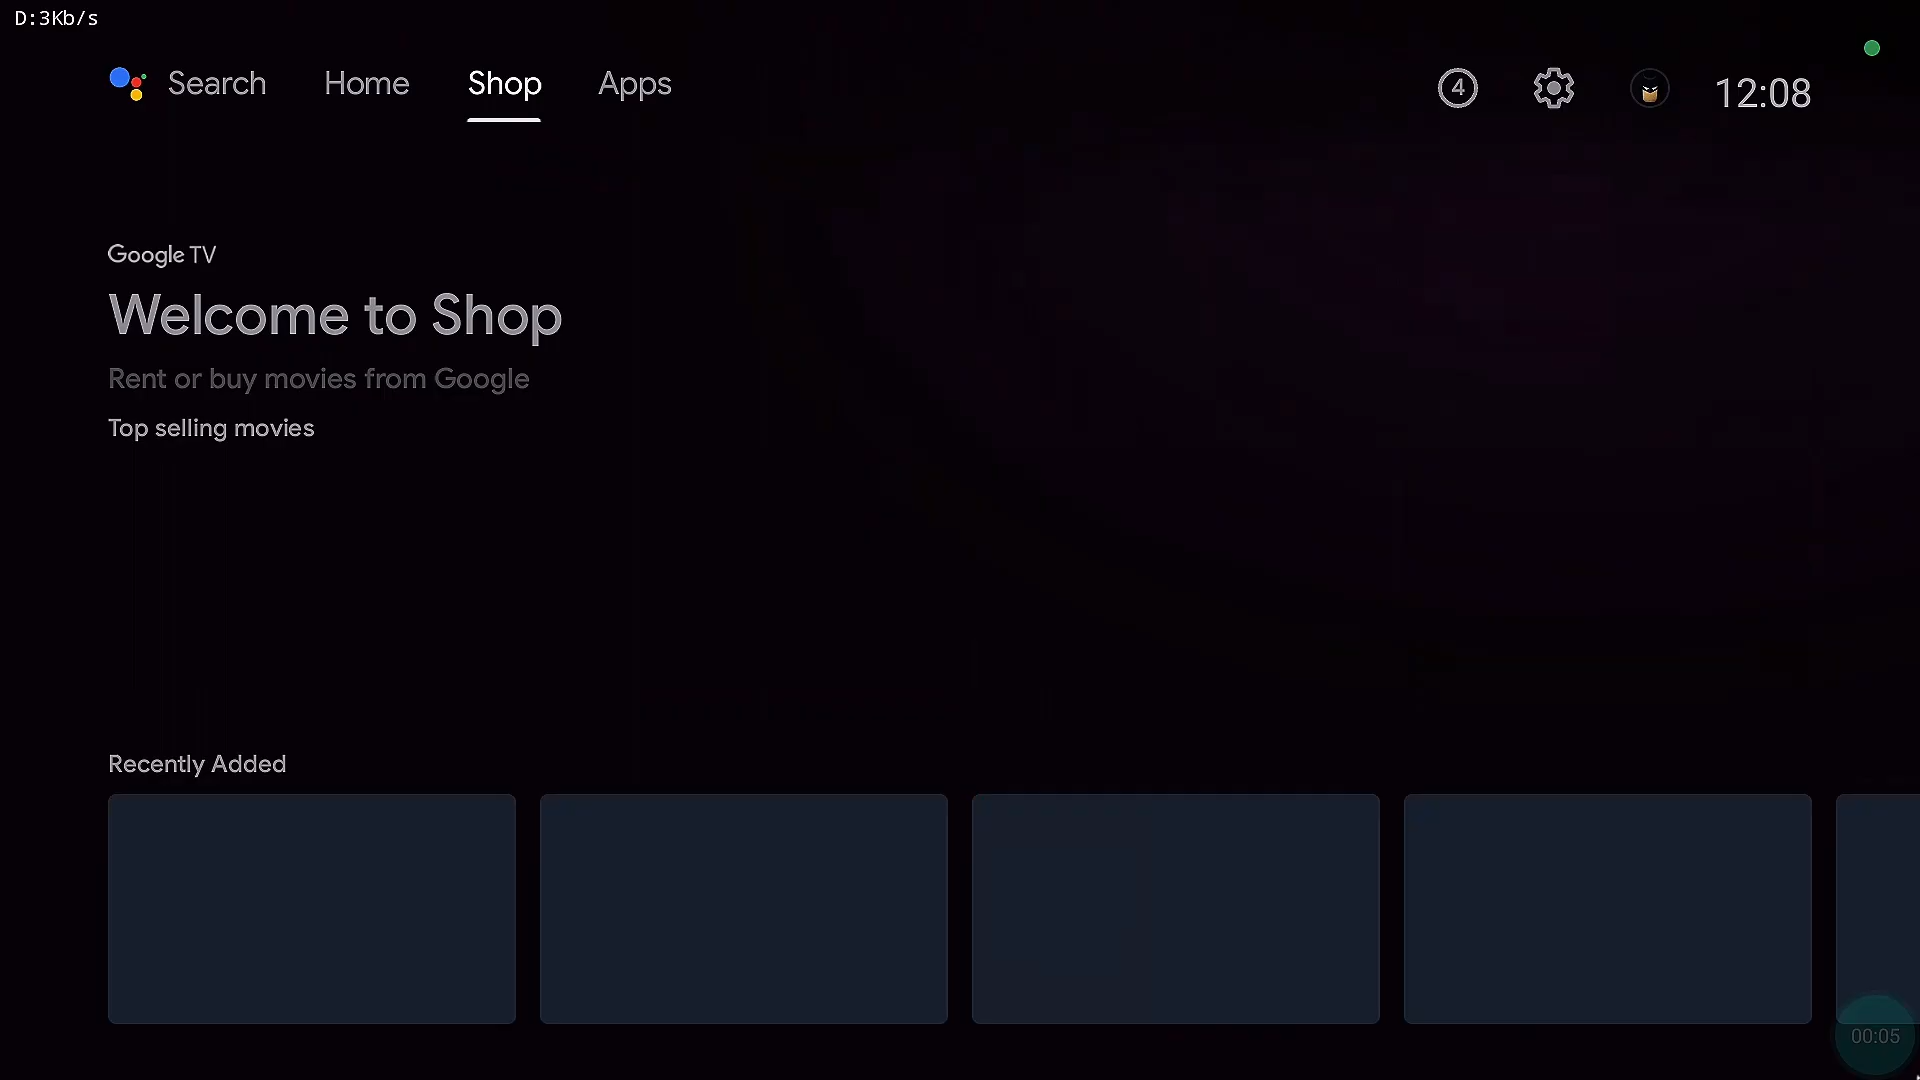 D:3Kb/s
Search Home Shop Apps 4 12:08
Google TV
Welcome to Shop
Rent or buy movies from Google
Top selling movies
Recently Added
00:05